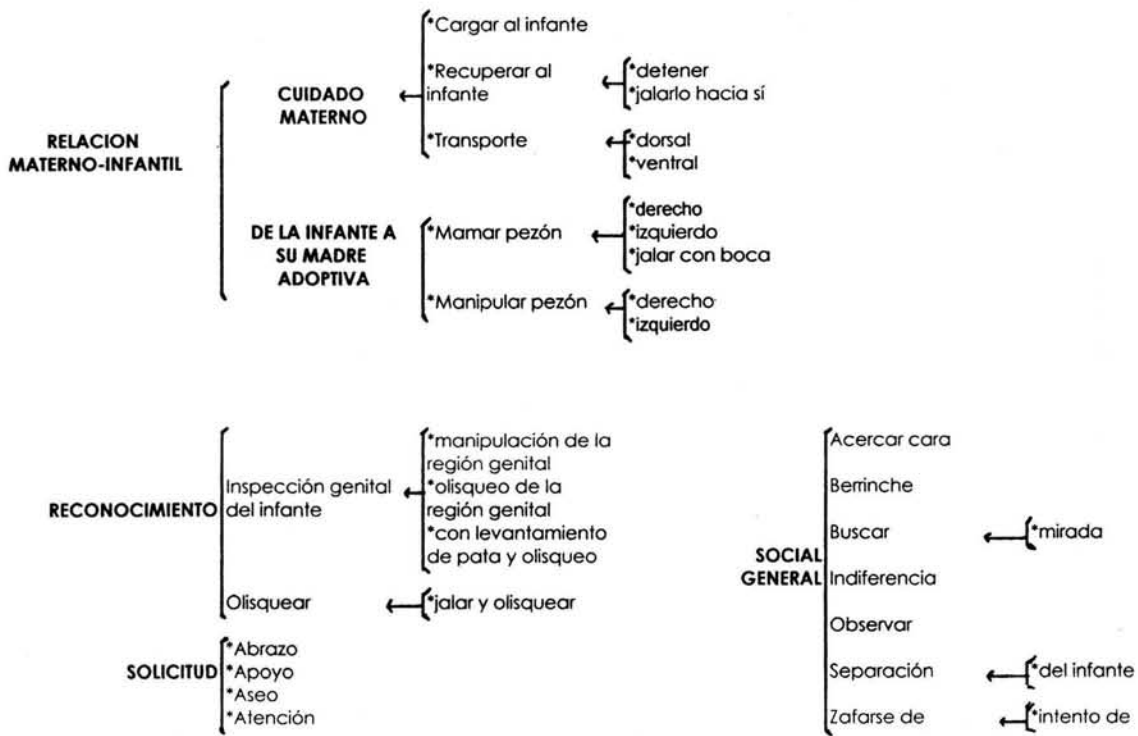 RELACION
MATERNO-INFANTIL
CUIDADO
MATERNO
*Cargar al infante
*Recuperar al
infante
*detener
*jalarlo hacia sí
*Transporte
*dorsal
*ventral
DE LA INFANTE A
SU MADRE
ADOPTIVA
*Mamar pezón
*derecho
*izquierdo
*jalar con boca
*Manipular pezón
*derecho
*izquierdo
RECONOCIMIENTO
Inspección genital
del infante
*manipulación de la
región genital
*olisqueo de la
región genital
*con levantamiento
de pata y olisqueo
Olisquear
*jalar y olisquear
SOLICITUD
*Abrazo
*Apoyo
*Aseo
*Atención
SOCIAL
GENERAL
Acercar cara
Berrinche
Buscar
*mirada
Indiferencia
Observar
Separación
*del infante
Zafarse de
*intento de